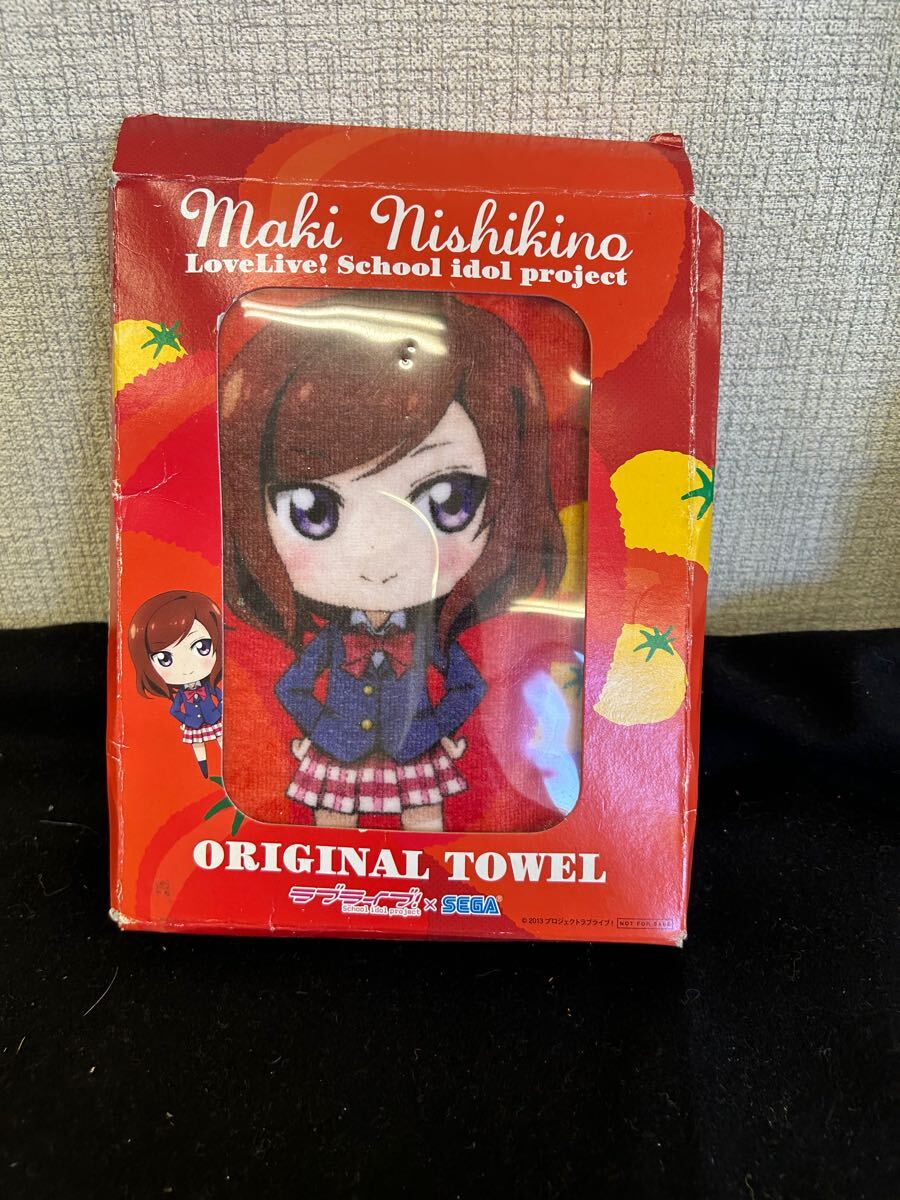 Maki Nishikino
LoveLive! School idol project
ORIGINAL TOWEL
ラブライブ! × SEGA
School idol project
© 2013 プロジェクトラブライブ! NOT FOR SALE